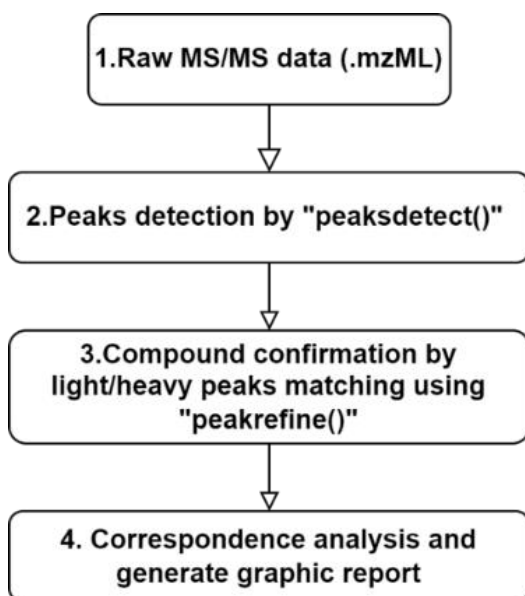 1.Raw MS/MS data (.mzML)
2.Peaks detection by "peaksdetect()"
3.Compound confirmation by
light/heavy peaks matching using
"peakrefine()"
4. Correspondence analysis and
generate graphic report